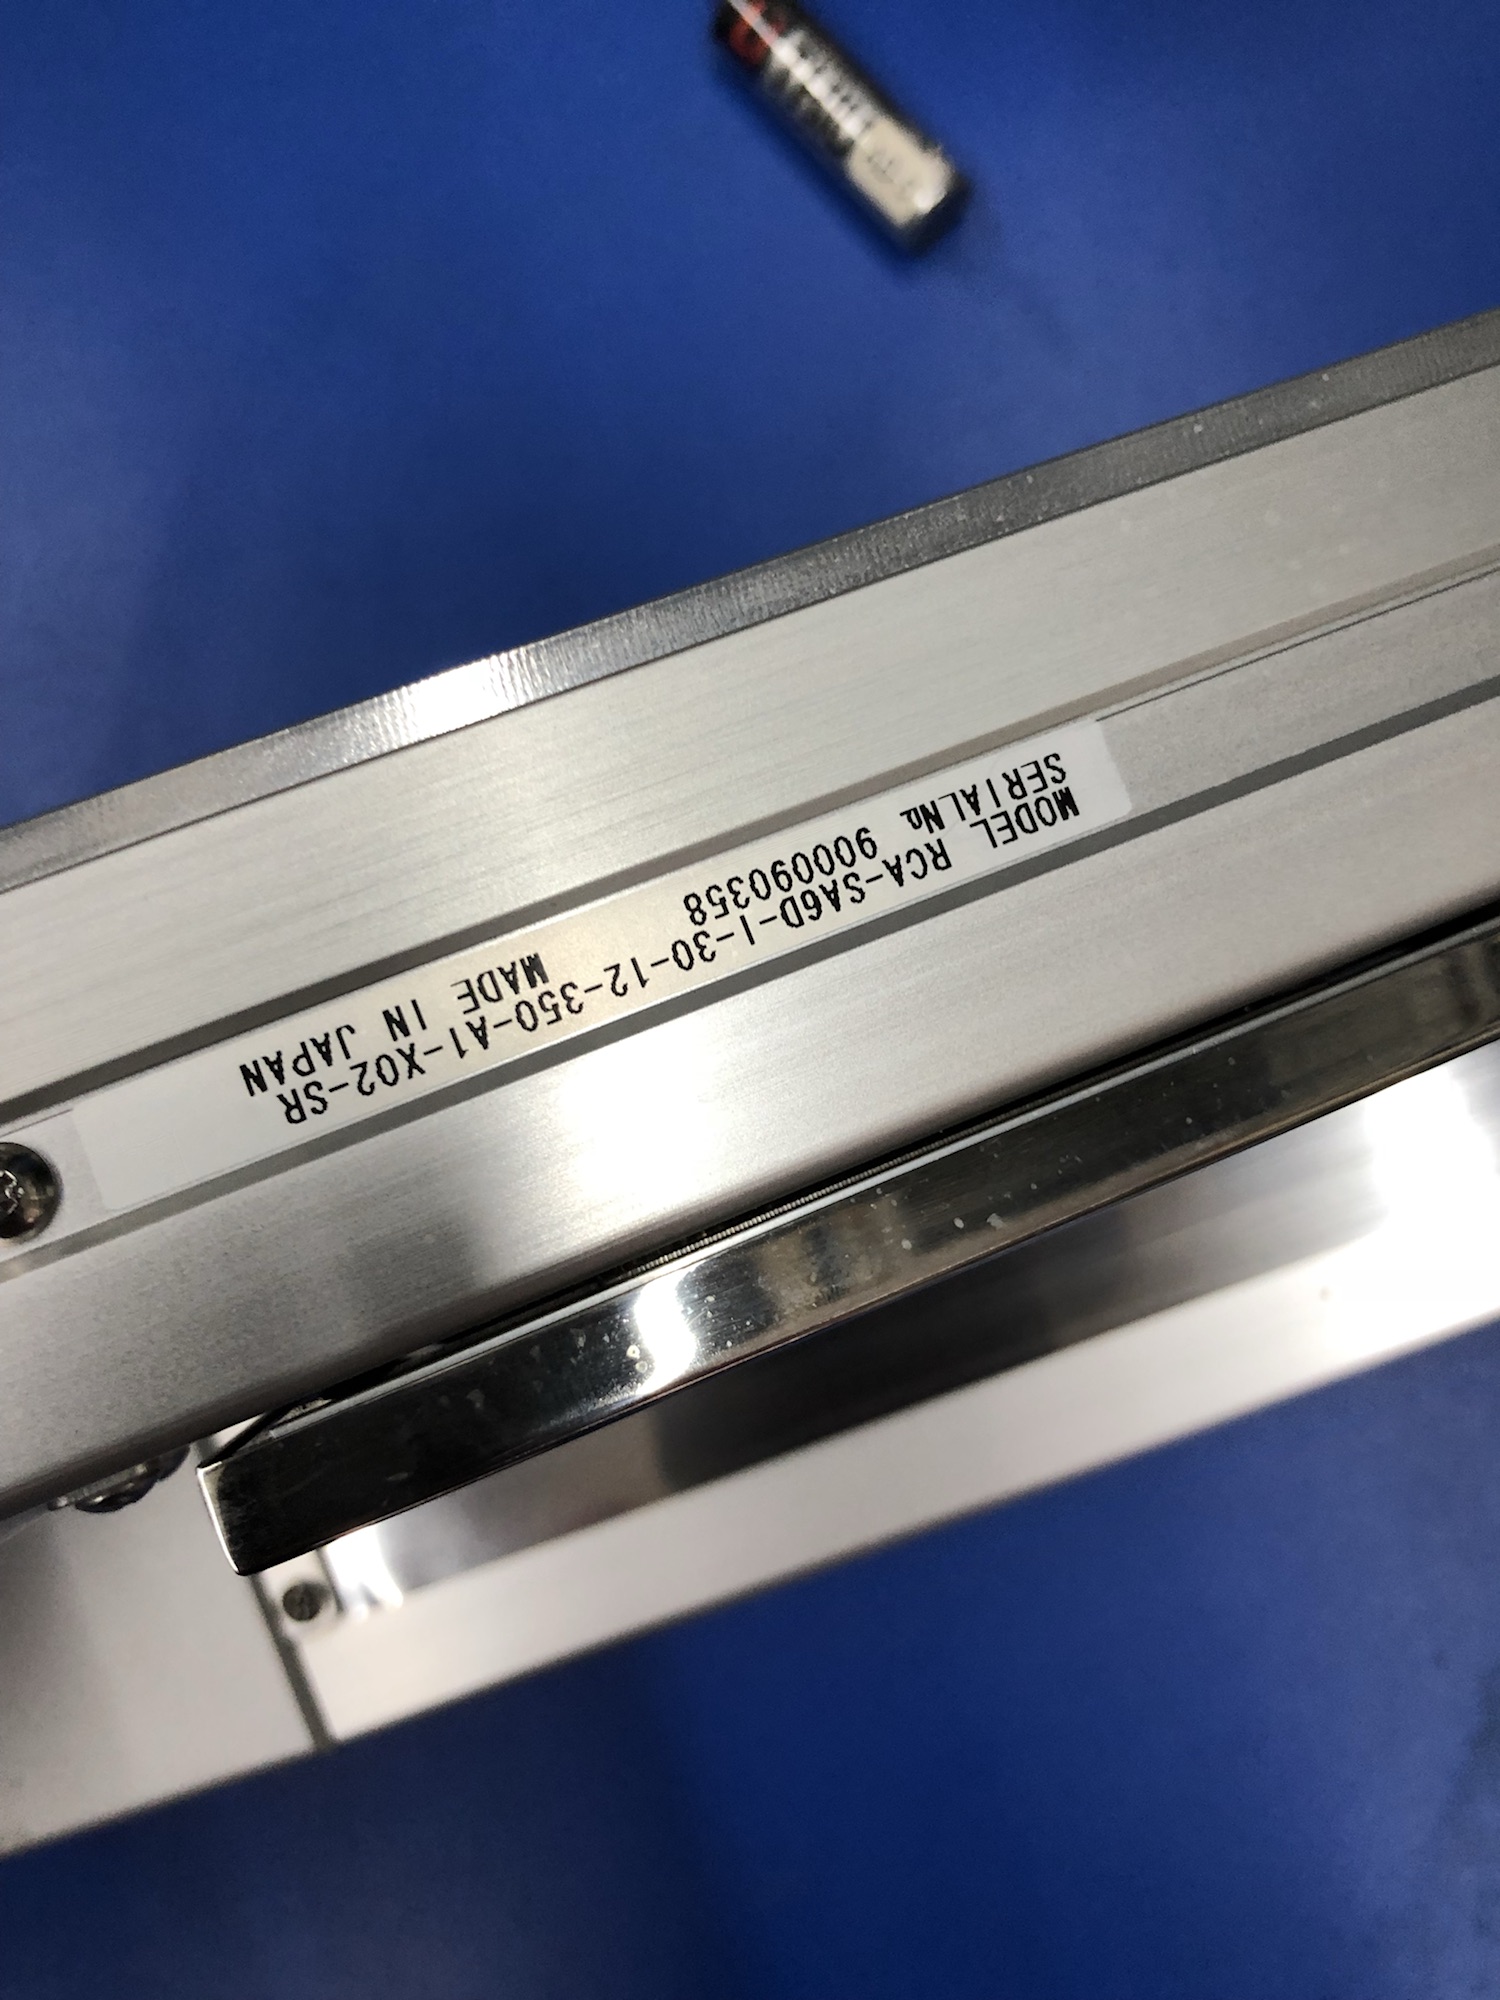 MODEL RCA-SA6D-I-30-12-350-A1-X02-SR
SERIAL№ 900090358 MADE IN JAPAN